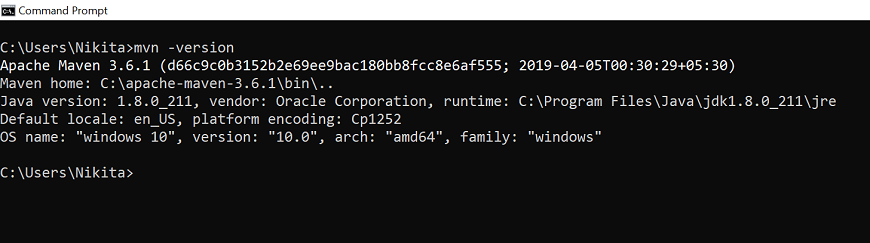 Command Prompt
C:\Users\Nikita>mvn -version
Apache Maven 3.6.1 (d66c9c0b3152b2e69ee9bac180bb8fcc8e6af555; 2019-04-05T00:30:29+05:30)
Maven home: C:\apache-maven-3.6.1\bin\..
Java version: 1.8.0_211, vendor: Oracle Corporation, runtime: C:\Program Files\Java\jdk1.8.0_211\jre
Default locale: en_US, platform encoding: Cp1252
OS name: "windows 10", version: "10.0", arch: "amd64", family: "windows"
C:\Users\Nikita>